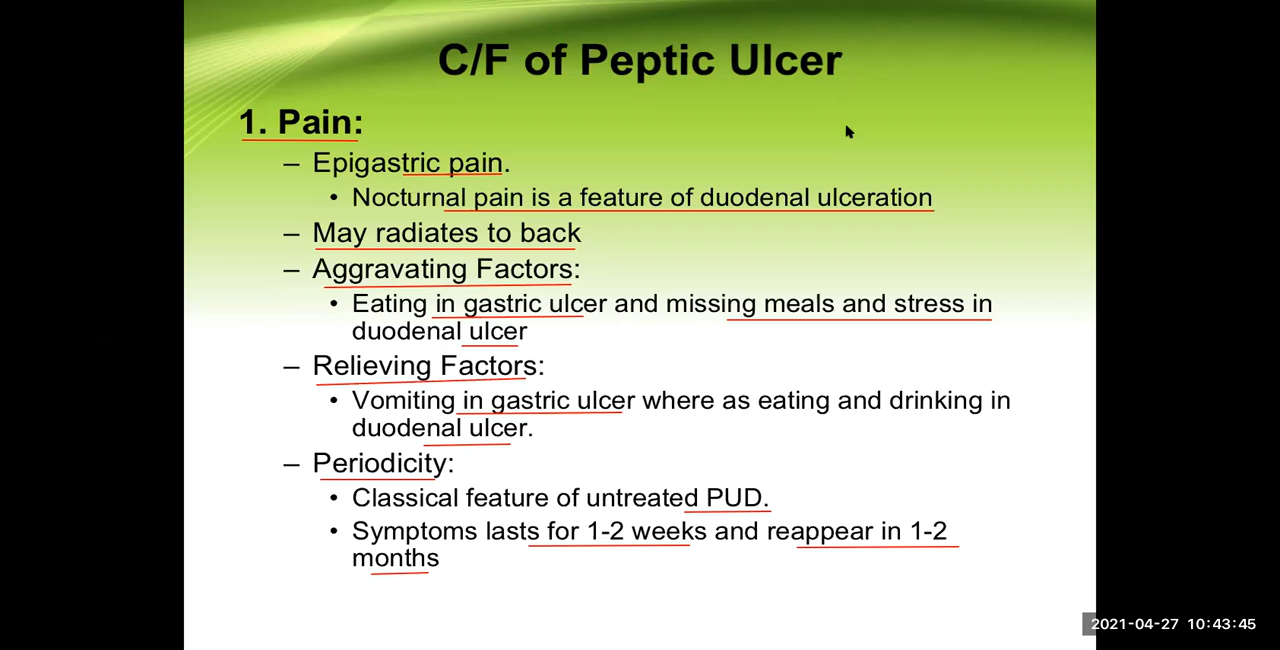 C/F of Peptic Ulcer
1. Pain:
– Epigastric pain.
• Nocturnal pain is a feature of duodenal ulceration
– May radiates to back
– Aggravating Factors:
• Eating in gastric ulcer and missing meals and stress in
duodenal ulcer
– Relieving Factors:
• Vomiting in gastric ulcer where as eating and drinking in
duodenal ulcer.
– Periodicity:
• Classical feature of untreated PUD.
• Symptoms lasts for 1-2 weeks and reappear in 1-2
months
2021-04-27 10:43:45